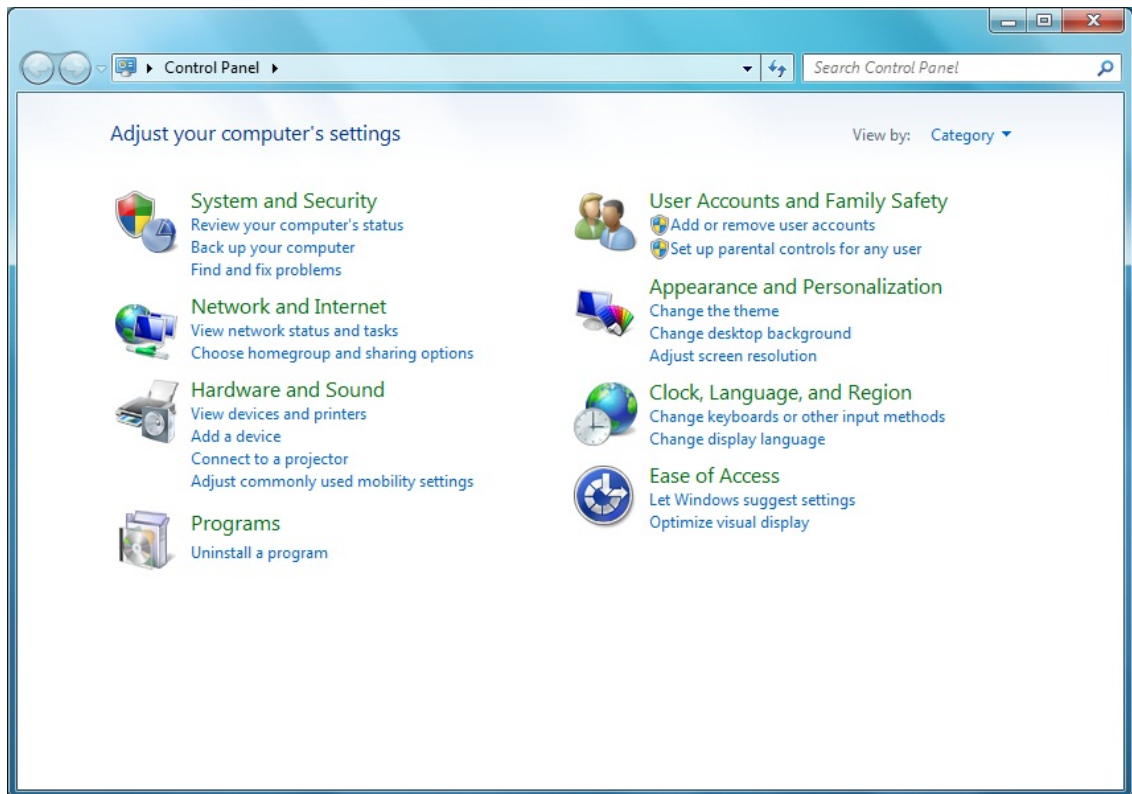 Control Panel
Search Control Panel
Adjust your computer's settings
View by: Category
System and Security
Review your computer's status
Back up your computer
Find and fix problems
Network and Internet
View network status and tasks
Choose homegroup and sharing options
Hardware and Sound
View devices and printers
Add a device
Connect to a projector
Adjust commonly used mobility settings
Programs
Uninstall a program
User Accounts and Family Safety
Add or remove user accounts
Set up parental controls for any user
Appearance and Personalization
Change the theme
Change desktop background
Adjust screen resolution
Clock, Language, and Region
Change keyboards or other input methods
Change display language
Ease of Access
Let Windows suggest settings
Optimize visual display